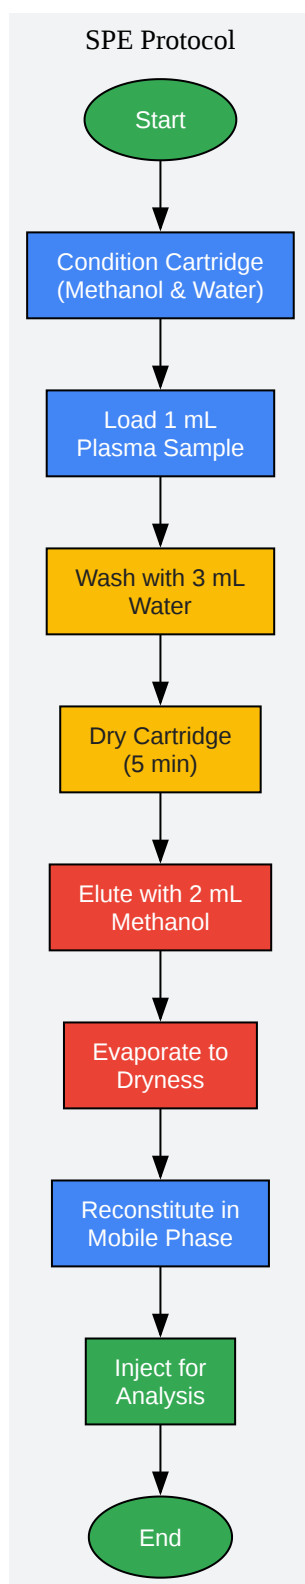 SPE Protocol
Start
Condition Cartridge
(Methanol & Water)
Load 1 mL
Plasma Sample
Wash with 3 mL
Water
Dry Cartridge
(5 min)
Elute with 2 mL
Methanol
Evaporate to
Dryness
Reconstitute in
Mobile Phase
Inject for
Analysis
End